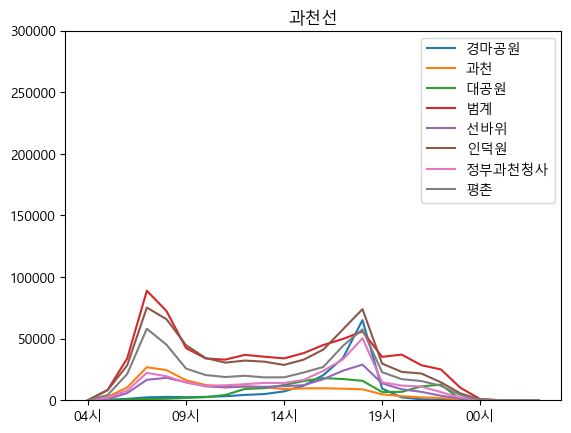 과천선
300000
250000
200000
150000
100000
50000
0
경마공원
과천
대공원
범계
선바위
인덕원
정부과천청사
평촌
04시 09시 14시 19시 00시